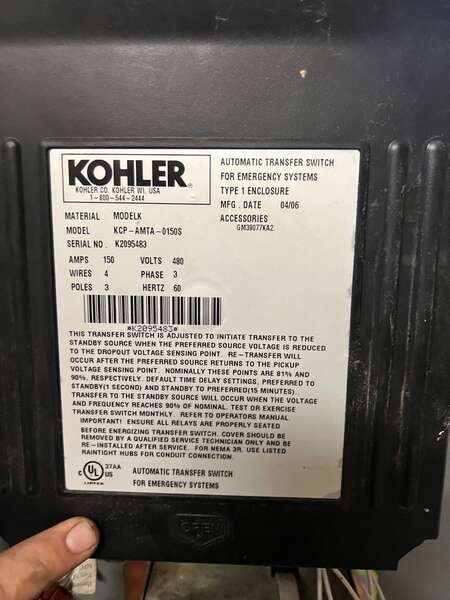 KOHLER®
KOHLER CO. KOHLER WI. USA
1-800-544-2444
AUTOMATIC TRANSFER SWITCH
FOR EMERGENCY SYSTEMS
TYPE 1 ENCLOSURE
MFG. DATE 04/06
ACCESSORIES
GM39077KA2
MATERIAL MODELK
MODEL KCP-AMTA-0150S
SERIAL NO. K2095483
AMPS 150 VOLTS 480
WIRES 4 PHASE 3
POLES 3 HERTZ 60
*K2095483*
THIS TRANSFER SWITCH IS ADJUSTED TO INITIATE TRANSFER TO THE
STANDBY SOURCE WHEN THE PREFERRED SOURCE VOLTAGE IS REDUCED
TO THE DROPOUT VOLTAGE SENSING POINT. RE-TRANSFER WILL
OCCUR AFTER THE PREFERRED SOURCE RETURNS TO THE PICKUP
VOLTAGE SENSING POINT. NOMINALLY THESE POINTS ARE 81% AND
90%, RESPECTIVELY. DEFAULT TIME DELAY SETTINGS, PREFERRED TO
STANDBY(1 SECOND) AND STANDBY TO PREFERRED(15 MINUTES).
TRANSFER TO THE STANDBY SOURCE WILL OCCUR WHEN THE VOLTAGE
AND FREQUENCY REACHES 90% OF NOMINAL. TEST OR EXERCISE
TRANSFER SWITCH MONTHLY. REFER TO OPERATORS MANUAL.
IMPORTANT! ENSURE ALL RELAYS ARE PROPERLY SEATED
BEFORE ENERGIZING TRANSFER SWITCH. COVER SHOULD BE
REMOVED BY A QUALIFIED SERVICE TECHNICIAN ONLY AND BE
RE-INSTALLED AFTER SERVICE. FOR NEMA 3R, USE LISTED
RAINTIGHT HUBS FOR CONDUIT CONNECTION.
C UL US
37AA
LISTED
AUTOMATIC TRANSFER SWITCH
FOR EMERGENCY SYSTEMS
OPEN